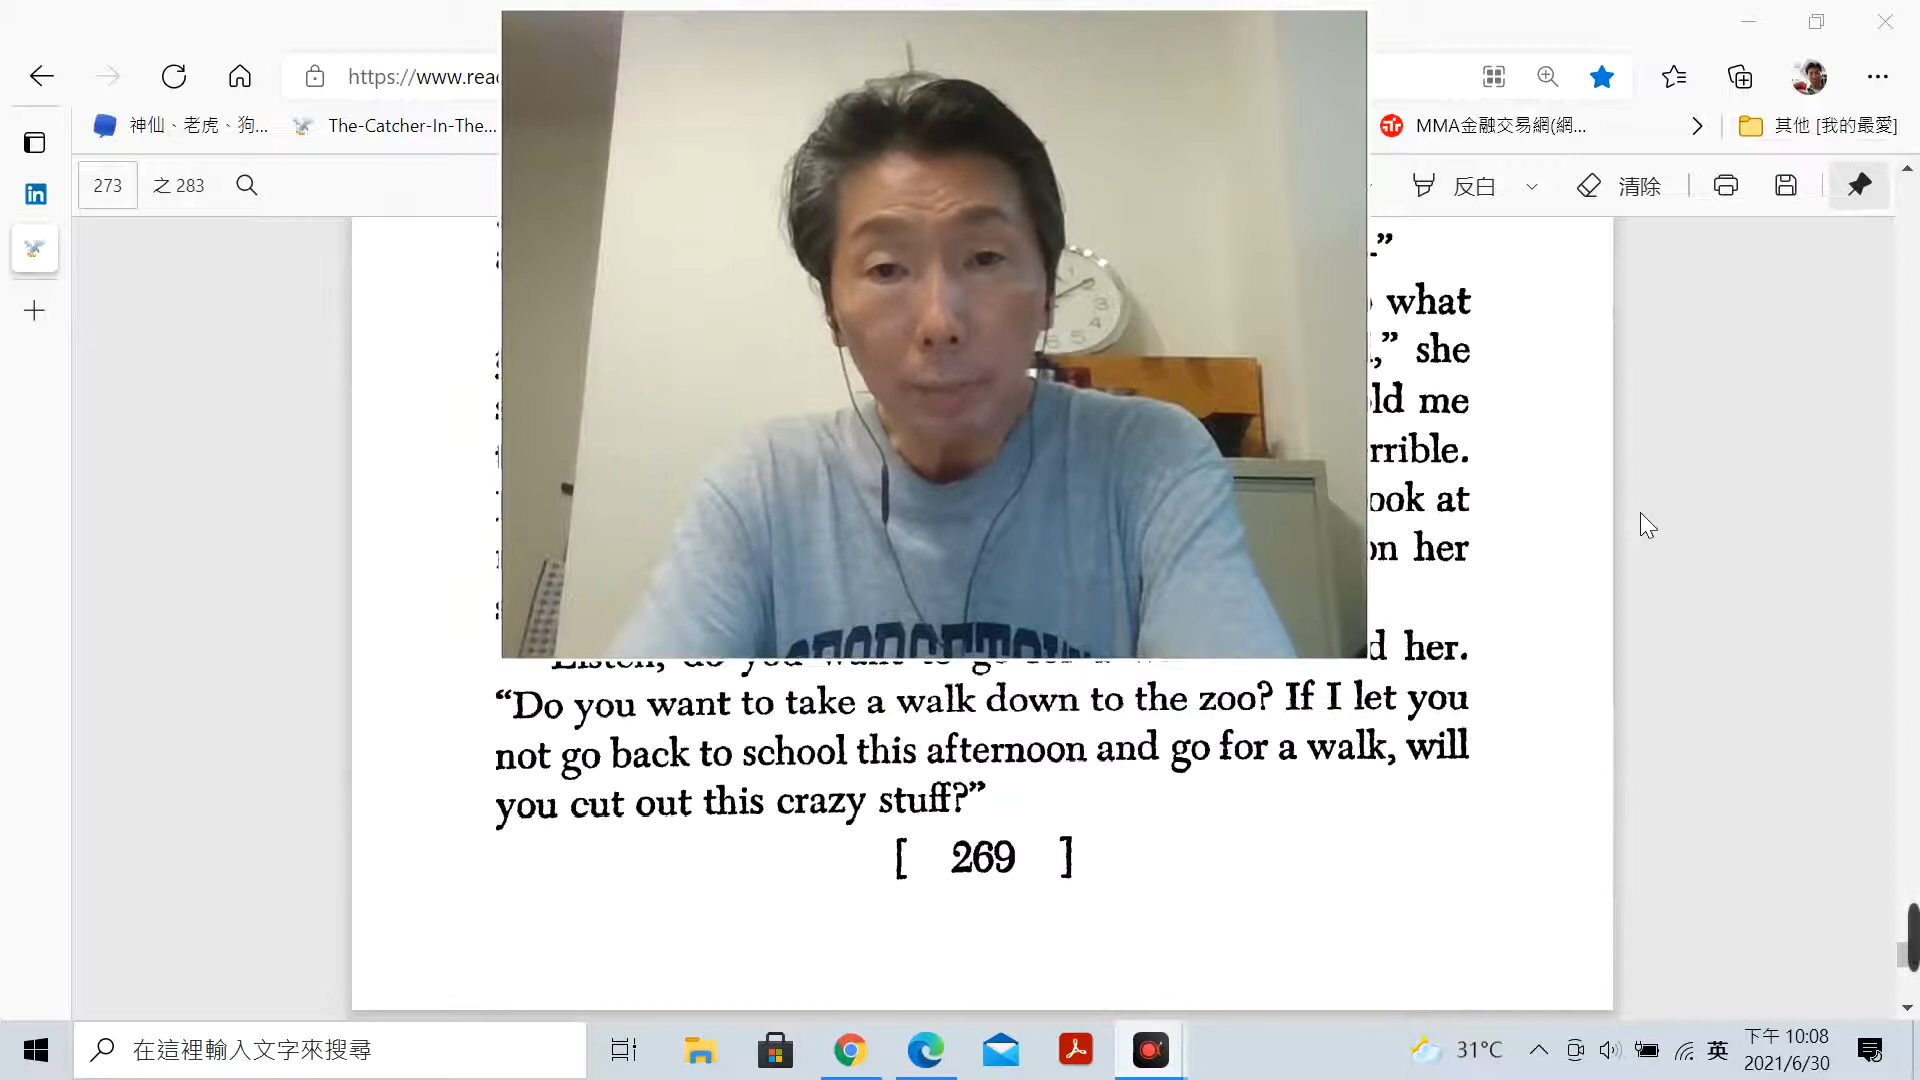 https://www.reac
神仙、老虎、狗...
The-Catcher-In-The...
MMA金融交易網(網...
其他 [我的最愛]
273 之 283
反白
清除
.”
what
,” she
ld me
rrible.
ook at
on her
GEORGETOWN
d her.
“Do you want to take a walk down to the zoo? If I let you
not go back to school this afternoon and go for a walk, will
you cut out this crazy stuff?”
[ 269 ]
在這裡輸入文字來搜尋
31°C
英
下午 10:08
2021/6/30